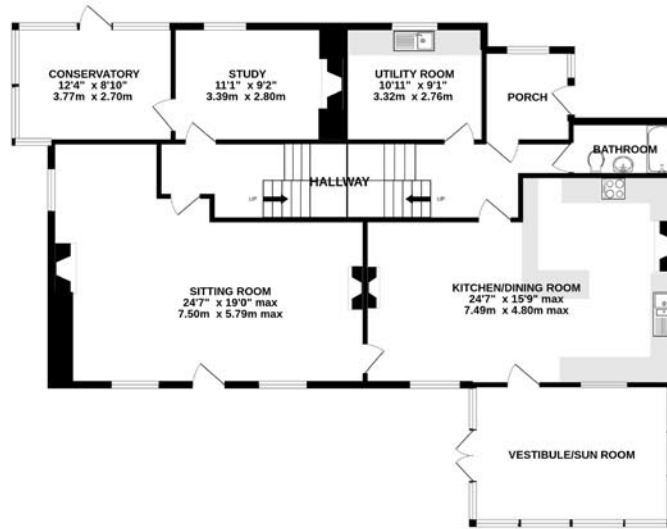 CONSERVATORY
12'4" x 8'10"
3.77m x 2.70m
STUDY
11'1" x 9'2"
3.39m x 2.80m
UTILITY ROOM
10'11" x 9'1"
3.32m x 2.76m
PORCH
BATHROOM
HALLWAY
UP
UP
SITTING ROOM
24'7" x 19'0" max
7.50m x 5.79m max
KITCHEN/DINING ROOM
24'7" x 15'9" max
7.49m x 4.80m max
VESTIBULE/SUN ROOM